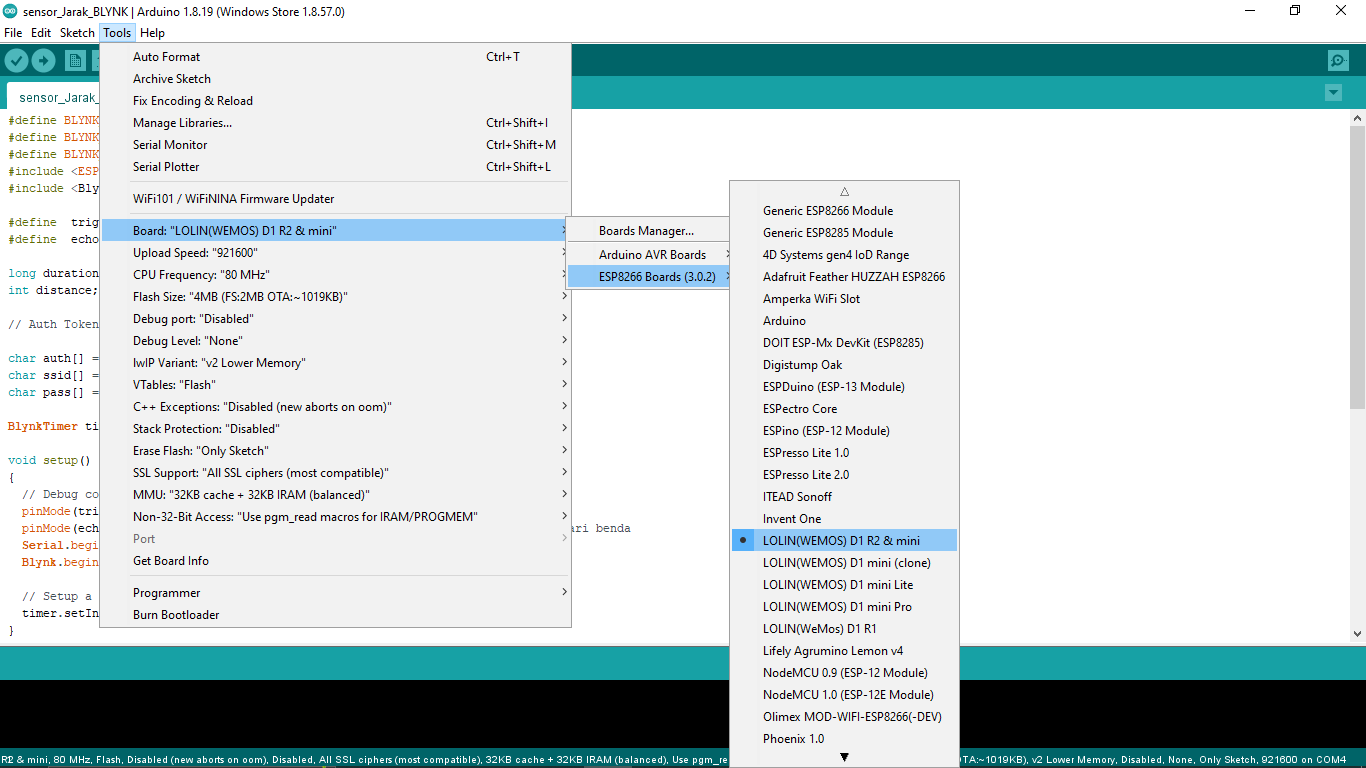 sensor_Jarak_BLYNK | Arduino 1.8.19 (Windows Store 1.8.57.0)
File Edit Sketch Tools Help
sensor_Jarak_
#define BLYNK
#define BLYNK
#define BLYNK
#include <ESP
#include <Bly
#define trig
#define echo
long duration
int distance;
// Auth Token
char auth[] =
char ssid[] =
char pass[] =
BlynkTimer ti
void setup()
{
// Debug co
pinMode(tri
pinMode(ech
ari benda
Serial.begi
Blynk.begin
// Setup a
timer.setIn
}
Auto Format Ctrl+T
Archive Sketch
Fix Encoding & Reload
Manage Libraries... Ctrl+Shift+I
Serial Monitor Ctrl+Shift+M
Serial Plotter Ctrl+Shift+L
WiFi101 / WiFiNINA Firmware Updater
Board: "LOLIN(WEMOS) D1 R2 & mini"
Upload Speed: "921600"
CPU Frequency: "80 MHz"
Flash Size: "4MB (FS:2MB OTA:~1019KB)"
Debug port: "Disabled"
Debug Level: "None"
lwIP Variant: "v2 Lower Memory"
VTables: "Flash"
C++ Exceptions: "Disabled (new aborts on oom)"
Stack Protection: "Disabled"
Erase Flash: "Only Sketch"
SSL Support: "All SSL ciphers (most compatible)"
MMU: "32KB cache + 32KB IRAM (balanced)"
Non-32-Bit Access: "Use pgm_read macros for IRAM/PROGMEM"
Port
Get Board Info
Programmer
Burn Bootloader
Boards Manager...
Arduino AVR Boards
ESP8266 Boards (3.0.2)
Generic ESP8266 Module
Generic ESP8285 Module
4D Systems gen4 IoD Range
Adafruit Feather HUZZAH ESP8266
Amperka WiFi Slot
Arduino
DOIT ESP-Mx DevKit (ESP8285)
Digistump Oak
ESPDuino (ESP-13 Module)
ESPectro Core
ESPino (ESP-12 Module)
ESPresso Lite 1.0
ESPresso Lite 2.0
ITEAD Sonoff
Invent One
LOLIN(WEMOS) D1 R2 & mini
LOLIN(WEMOS) D1 mini (clone)
LOLIN(WEMOS) D1 mini Lite
LOLIN(WEMOS) D1 mini Pro
LOLIN(WeMos) D1 R1
Lifely Agrumino Lemon v4
NodeMCU 0.9 (ESP-12 Module)
NodeMCU 1.0 (ESP-12E Module)
Olimex MOD-WIFI-ESP8266(-DEV)
Phoenix 1.0
R2 & mini, 80 MHz, Flash, Disabled (new aborts on oom), Disabled, All SSL ciphers (most compatible), 32KB cache + 32KB IRAM (balanced), Use pgm_re OTA:~1019KB), v2 Lower Memory, Disabled, None, Only Sketch, 921600 on COM4